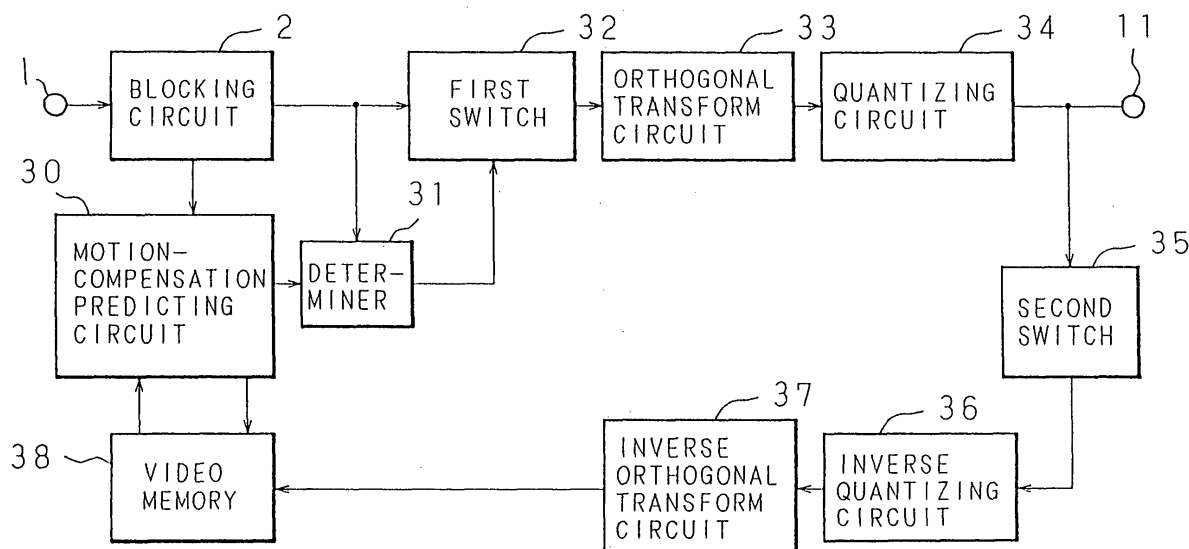 2
32
33
34
11
1
BLOCKING
CIRCUIT
FIRST
SWITCH
ORTHOGONAL
TRANSFORM
CIRCUIT
QUANTIZING
CIRCUIT
30
31
35
MOTION-
COMPENSATION
PREDICTING
CIRCUIT
DETER-
MINER
SECOND
SWITCH
37
36
38
VIDEO
MEMORY
INVERSE
ORTHOGONAL
TRANSFORM
CIRCUIT
INVERSE
QUANTIZING
CIRCUIT